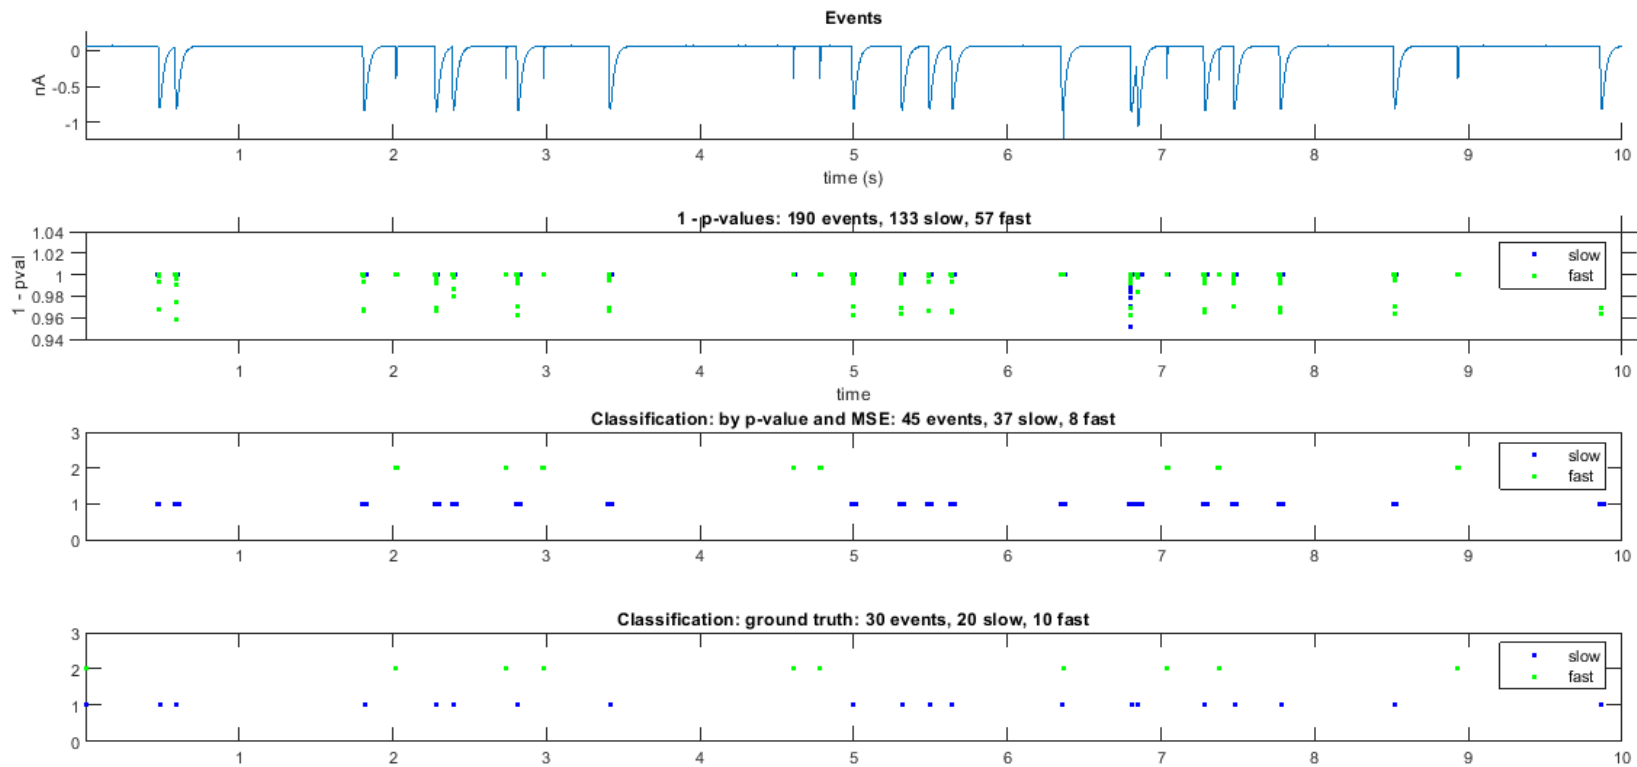 Events
0
-0.5
-1
nA
1 2 3 4 5 6 7 8 9 10
time (s)
1 - p-values: 190 events, 133 slow, 57 fast
1.04
1.02
1
0.98
0.96
0.94
1 - pval
slow
fast
1 2 3 4 5 6 7 8 9 10
time
Classification: by p-value and MSE: 45 events, 37 slow, 8 fast
3
2
1
0
slow
fast
1 2 3 4 5 6 7 8 9 10
Classification: ground truth: 30 events, 20 slow, 10 fast
3
2
1
0
slow
fast
1 2 3 4 5 6 7 8 9 10